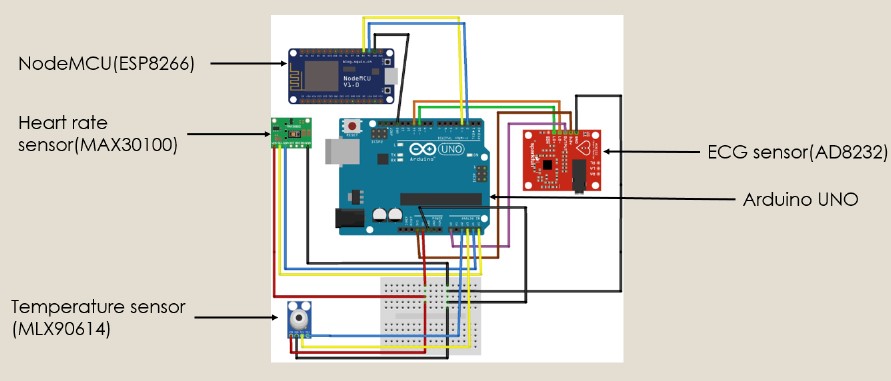 NodeMCU(ESP8266)
NodeMCU
V1.0
Heart rate
sensor(MAX30100)
UNO
Arduino
ECG sensor(AD8232)
Arduino UNO
Temperature sensor
(MLX90614)